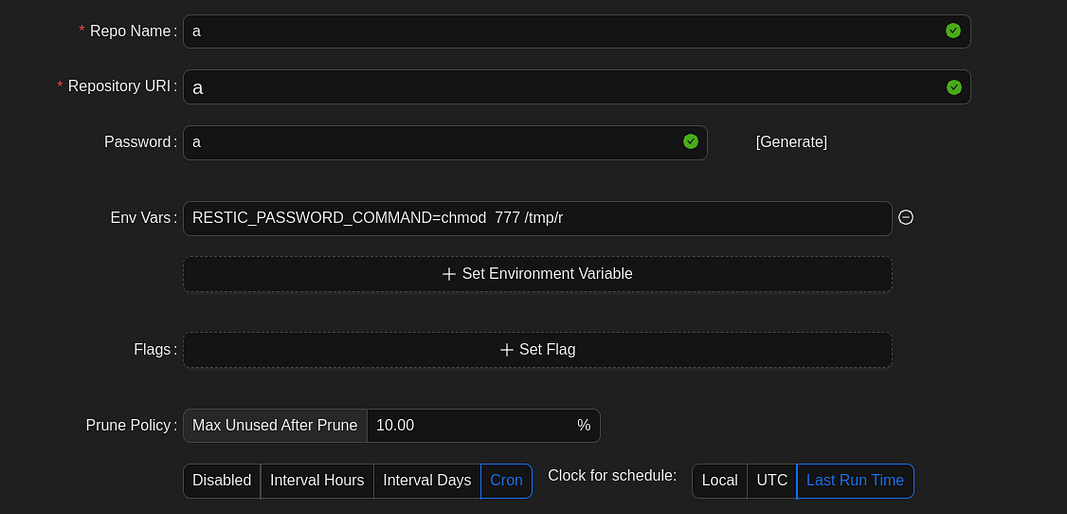 * Repo Name: a
* Repository URI: a
Password: a [Generate]
Env Vars: RESTIC_PASSWORD_COMMAND=chmod  777 /tmp/r
+ Set Environment Variable
Flags: + Set Flag
Prune Policy: Max Unused After Prune 10.00 %
Disabled Interval Hours Interval Days Cron Clock for schedule: Local UTC Last Run Time